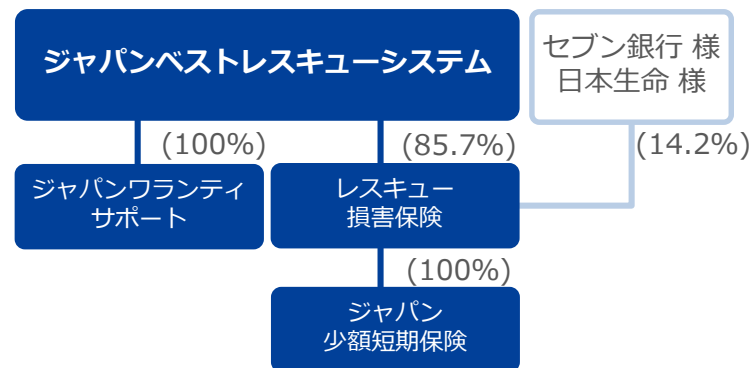 ジャパンベストレスキューシステム
セブン銀行 様
日本生命 様
(100%)
(85.7%)
(14.2%)
ジャパンワランティ
サポート
レスキュー
損害保険
(100%)
ジャパン
少額短期保険